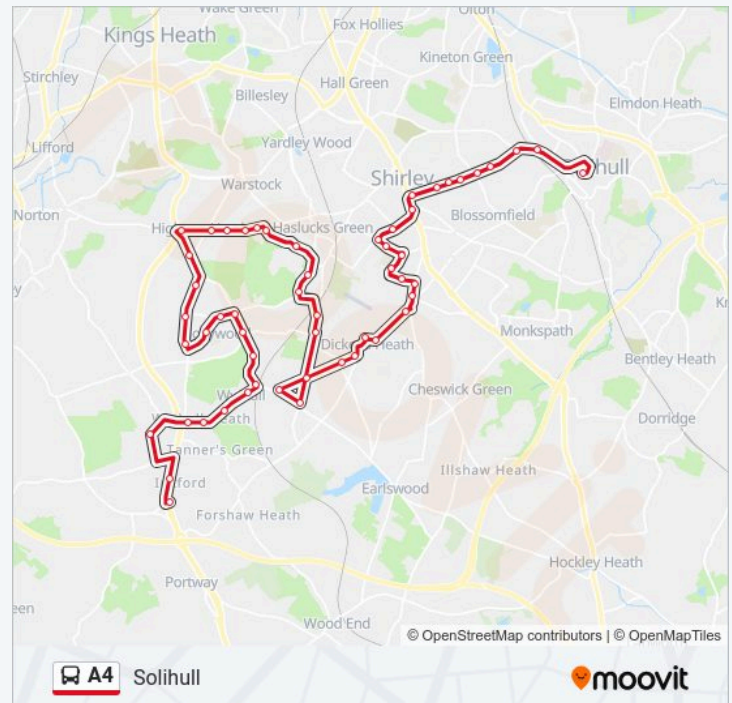 Wake Green
Olton
Fox Hollies
Kings Heath
Kineton Green
Stirchley
Hall Green
Billesley
Elmdon Heath
Yardley Wood
Lifford
Shirley
Warstock
Norton
Blossomfield
Haslucks Green
Monkspath
Dickens Heath
Bentley Heath
Cheswick Green
Dorridge
Tanner's Green
Illshaw Heath
Earlswood
Forshaw Heath
Hockley Heath
Portway
Wood End
© OpenStreetMap contributors | © OpenMapTiles
A4 Solihull
moovit